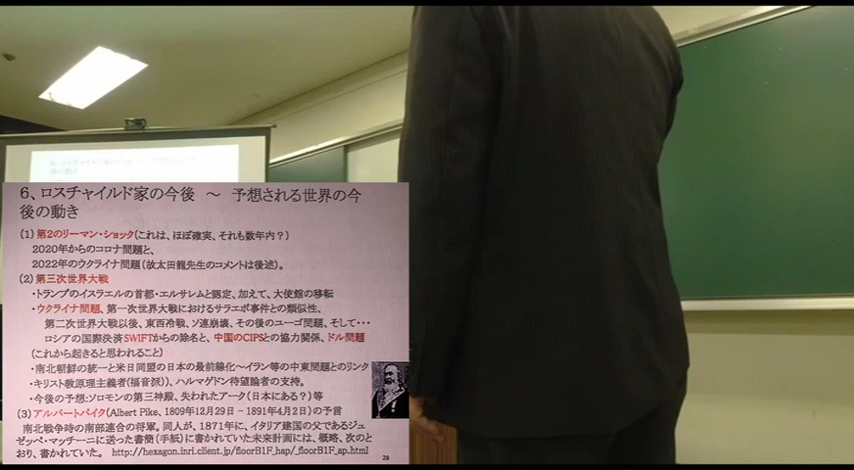 6、ロスチャイルド家の今後 ～ 予想される世界の今
後の動き
(1) 第2のリーマン・ショック(これは、ほぼ確実、それも数年内?)
2020年からのコロナ問題と、
2022年のウクライナ問題(故太田龍先生のコメントは後述)。
(2) 第三次世界大戦
・トランプのイスラエルの首都・エルサレムと認定、加えて、大使館の移転
・ウクライナ問題、第一次世界大戦におけるサラエボ事件との類似性、
第二次世界大戦以後、東西冷戦、ソ連崩壊、その後のユーゴ問題、そして・・・
ロシアの国際決済SWIFTからの除名と、中国のCIPSとの協力関係、ドル問題
(これから起きると思われること)
・南北朝鮮の統一と米日同盟の日本の最前線化～イラン等の中東問題とのリンク
・キリスト教原理主義者(福音派))、ハルマゲドン待望論者の支持。
・今後の予想:ソロモンの第三神殿、失われたアーク(日本にある?)等
(3) アルバートパイク(Albert Pike、1809年12月29日 - 1891年4月2日)の予言
南北戦争時の南部連合の将軍。同人が、1871年に、イタリア建国の父であるジュ
ゼッペ・マッチーニに送った書簡(手紙)に書かれていた未来計画には、概略、次のと
おり、書かれていた。 http://hexagon.inri.client.jp/floorB1F_hap/_floorB1F_ap.html
28